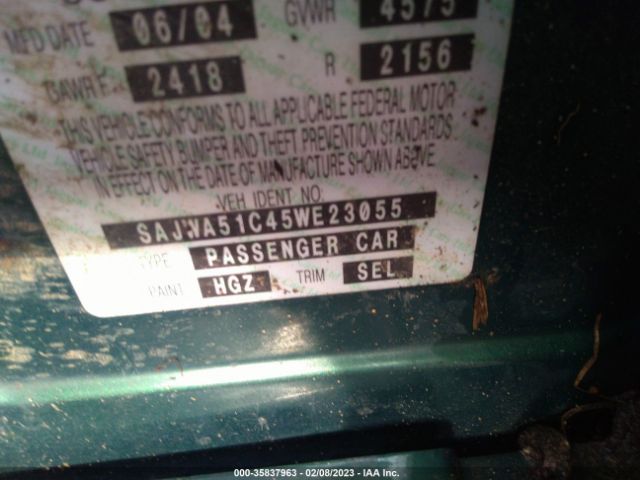 MFD DATE 06/04 GVWR 4575
GAWR F 2418 R 2156
THIS VEHICLE CONFORMS TO ALL APPLICABLE FEDERAL MOTOR
VEHICLE SAFETY BUMPER AND THEFT PREVENTION STANDARDS
IN EFFECT ON THE DATE OF MANUFACTURE SHOWN ABOVE
VEH IDENT NO.
SAJWA51C45WE23055
TYPE PASSENGER CAR
PAINT HGZ TRIM SEL
000-35837963 - 02/08/2023 - IAA Inc.